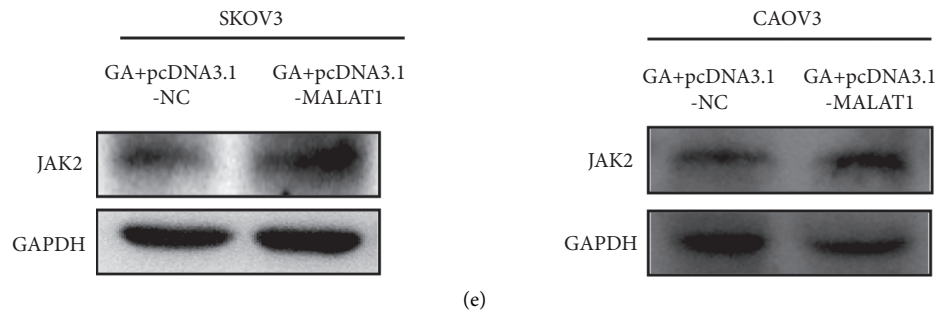 SKOV3
GA+pcDNA3.1 GA+pcDNA3.1
-NC -MALAT1
JAK2
GAPDH
CAOV3
GA+pcDNA3.1 GA+pcDNA3.1
-NC -MALAT1
JAK2
GAPDH
(e)